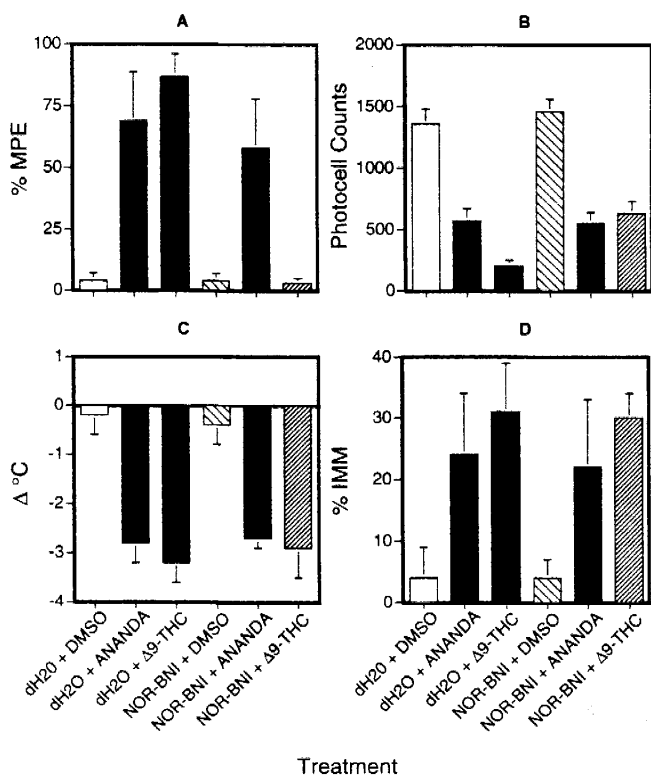 A
100
75
50
25
0
% MPE
B
2000
1500
1000
500
0
Photocell Counts
C
1
0
-1
-2
-3
-4
Δ °C
dH20 + DMSO
dH2O + ANANDA
dH2O + Δ9-THC
NOR-BNI + DMSO
NOR-BNI + ANANDA
NOR-BNI + Δ9-THC
D
40
30
20
10
0
% IMM
dH20 + DMSO
dH2O + ANANDA
dH2O + Δ9-THC
NOR-BNI + DMSO
NOR-BNI + ANANDA
NOR-BNI + Δ9-THC
Treatment